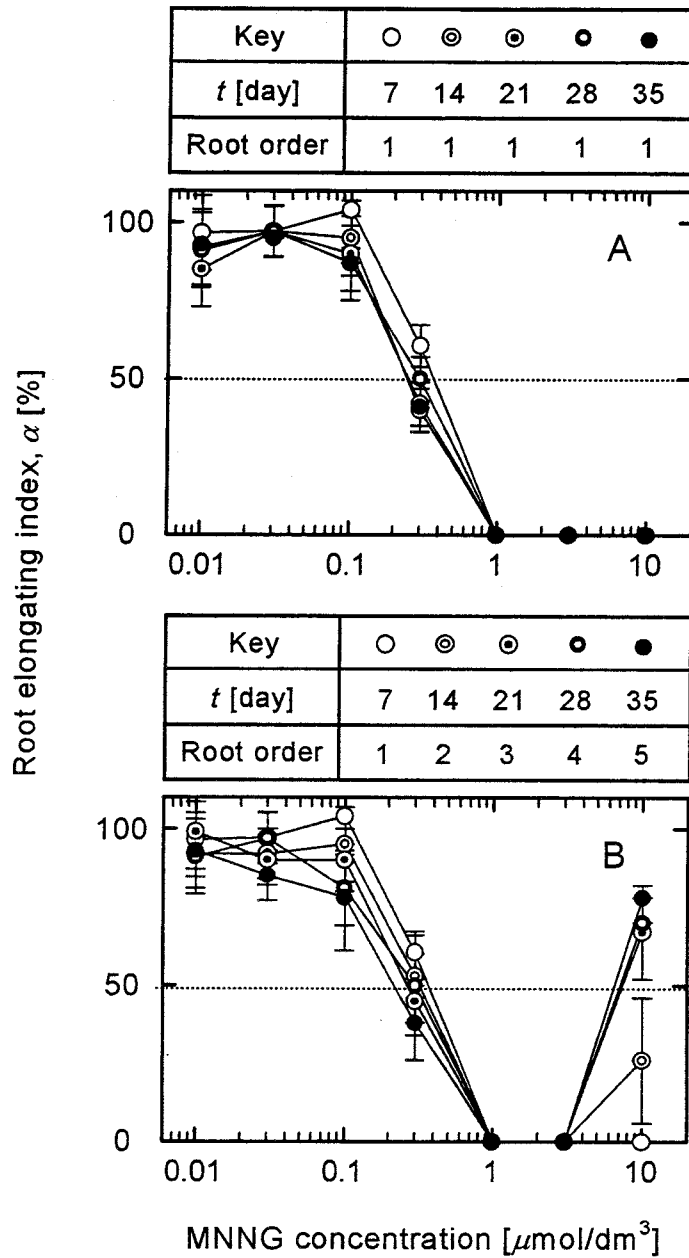 Key
t [day] 7 14 21 28 35
Root order 1 1 1 1 1
A
100
50
0
0.01 0.1 1 10
Root elongating index, α [%]
Key
t [day] 7 14 21 28 35
Root order 1 2 3 4 5
B
100
50
0
0.01 0.1 1 10
MNNG concentration [μmol/dm³]